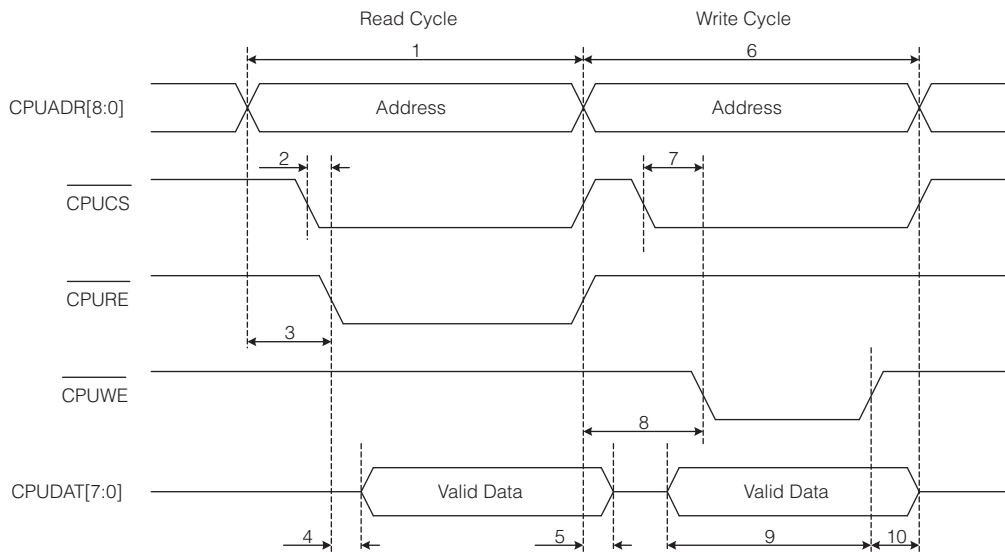 Read Cycle Write Cycle
1 6
CPUADR[8:0] Address Address
2 7
CPUCS
CPURE
3
CPUWE
8
CPUDAT[7:0] Valid Data Valid Data
4 5 9 10